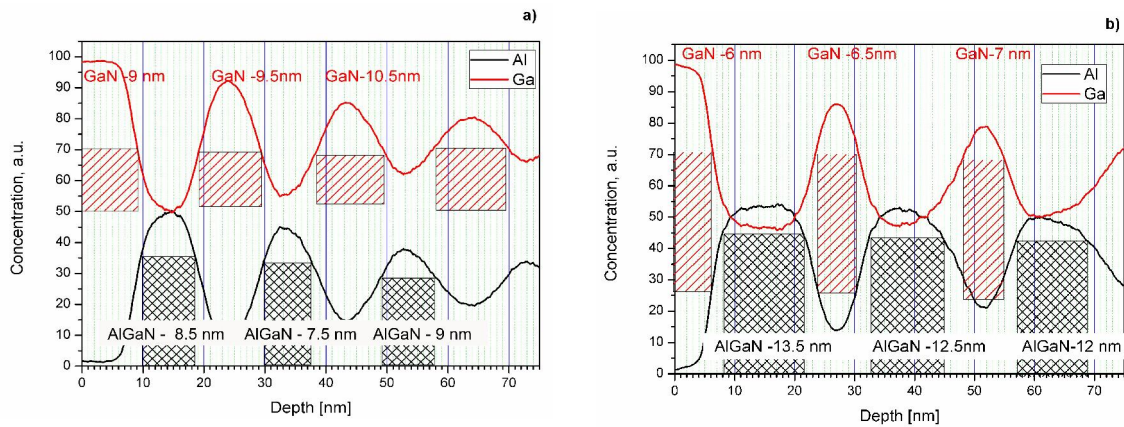 a)
105
100
90
80
70
60
50
40
30
20
10
0
Concentration, a.u.
GaN -9 nm
GaN -9.5nm
GaN-10.5nm
Al
Ga
AlGaN - 8.5 nm
AlGaN - 7.5 nm
AlGaN - 9 nm
0 10 20 30 40 50 60 70
Depth [nm]
b)
100
90
80
70
60
50
40
30
20
10
0
Concentration, a.u.
GaN -6 nm
GaN -6.5nm
GaN-7 nm
Al
Ga
AlGaN -13.5 nm
AlGaN -12.5nm
AlGaN-12 nm
0 10 20 30 40 50 60 70
Depth [nm]